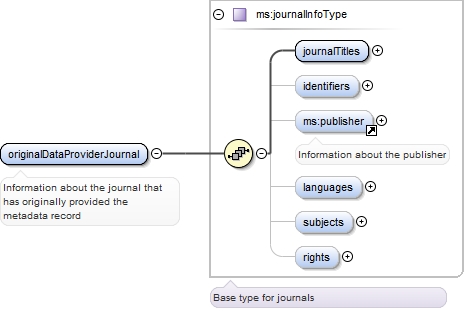 ms:journalInfoType
journalTitles
identifiers
ms:publisher
Information about the publisher
originalDataProviderJournal
Information about the journal that
has originally provided the
metadata record
languages
subjects
rights
Base type for journals